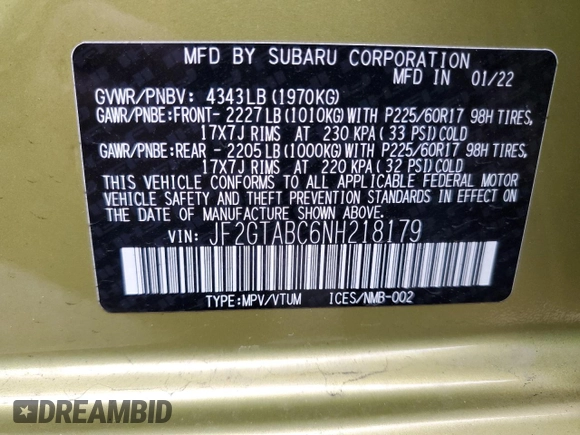 MFD BY SUBARU CORPORATION
MFD IN 01/22
GVWR/PNBV: 4343LB(1970KG)
GAWR/PNBE:FRONT- 2227LB(1010KG)WITH P225/60R17 98H TIRES,
17X7J RIMS AT 230 KPA(33 PSI)COLD
GAWR/PNBE:REAR - 2205LB(1000KG)WITH P225/60R17 98H TIRES,
17X7J RIMS AT 220 KPA(32 PSI)COLD
THIS VEHICLE CONFORMS TO ALL APPLICABLE FEDERAL MOTOR
VEHICLE SAFETY AND THEFT PREVENTION STANDARDS IN EFFECT ON
THE DATE OF MANUFACTURE SHOWN ABOVE.
VIN: JF2GTABC6NH218179
TYPE:MPV/VTUM ICES/NMB-002
DREAMBID